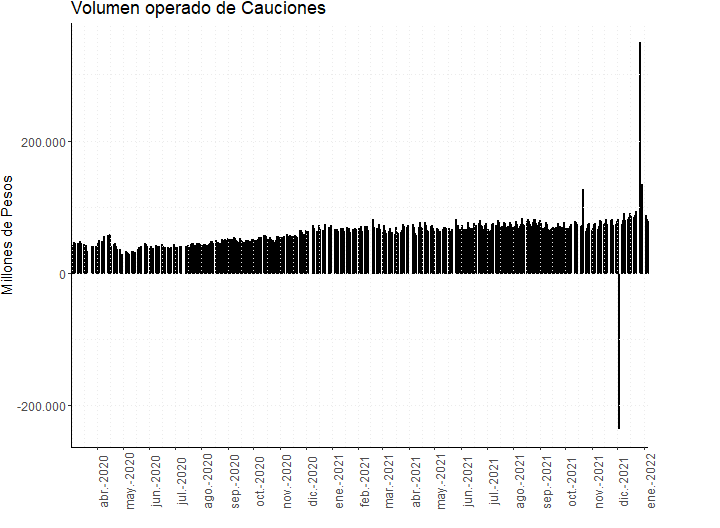 Volumen operado de Cauciones
Millones de Pesos
200.000
0
-200.000
abr.-2020
may.-2020
jun.-2020
jul.-2020
ago.-2020
sep.-2020
oct.-2020
nov.-2020
dic.-2020
ene.-2021
feb.-2021
mar.-2021
abr.-2021
may.-2021
jun.-2021
jul.-2021
ago.-2021
sep.-2021
oct.-2021
nov.-2021
dic.-2021
ene.-2022